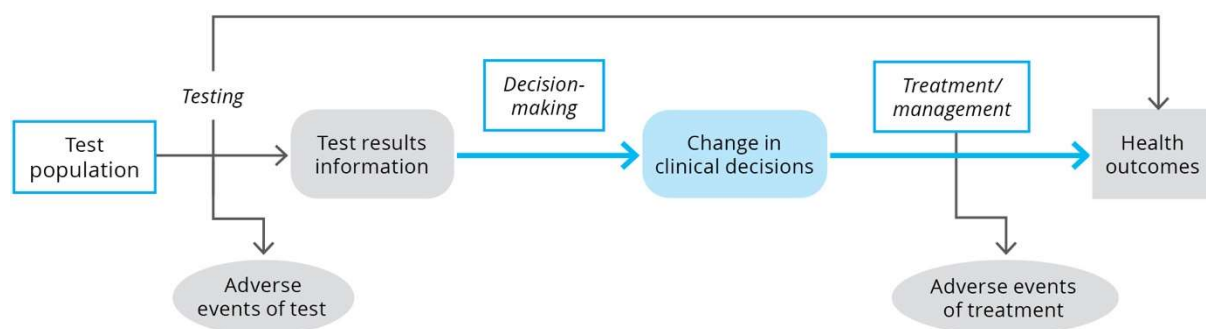 Testing
Test
population
Test results
information
Decision-
making
Change in
clinical decisions
Treatment/
management
Health
outcomes
Adverse
events of test
Adverse events
of treatment